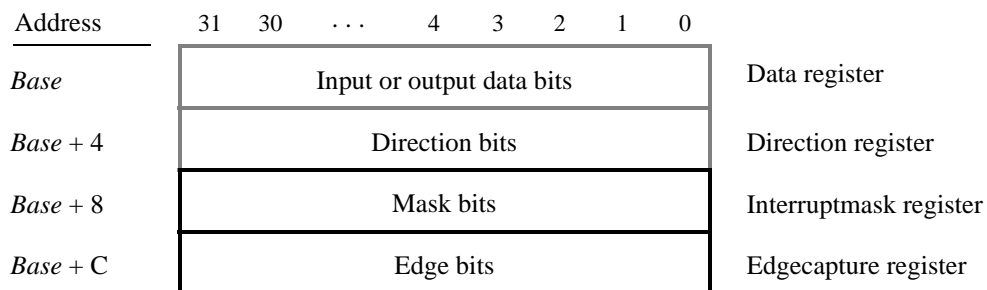 Address 31 30 . . . 4 3 2 1 0
Base Input or output data bits Data register
Base + 4 Direction bits Direction register
Base + 8 Mask bits Interruptmask register
Base + C Edge bits Edgecapture register